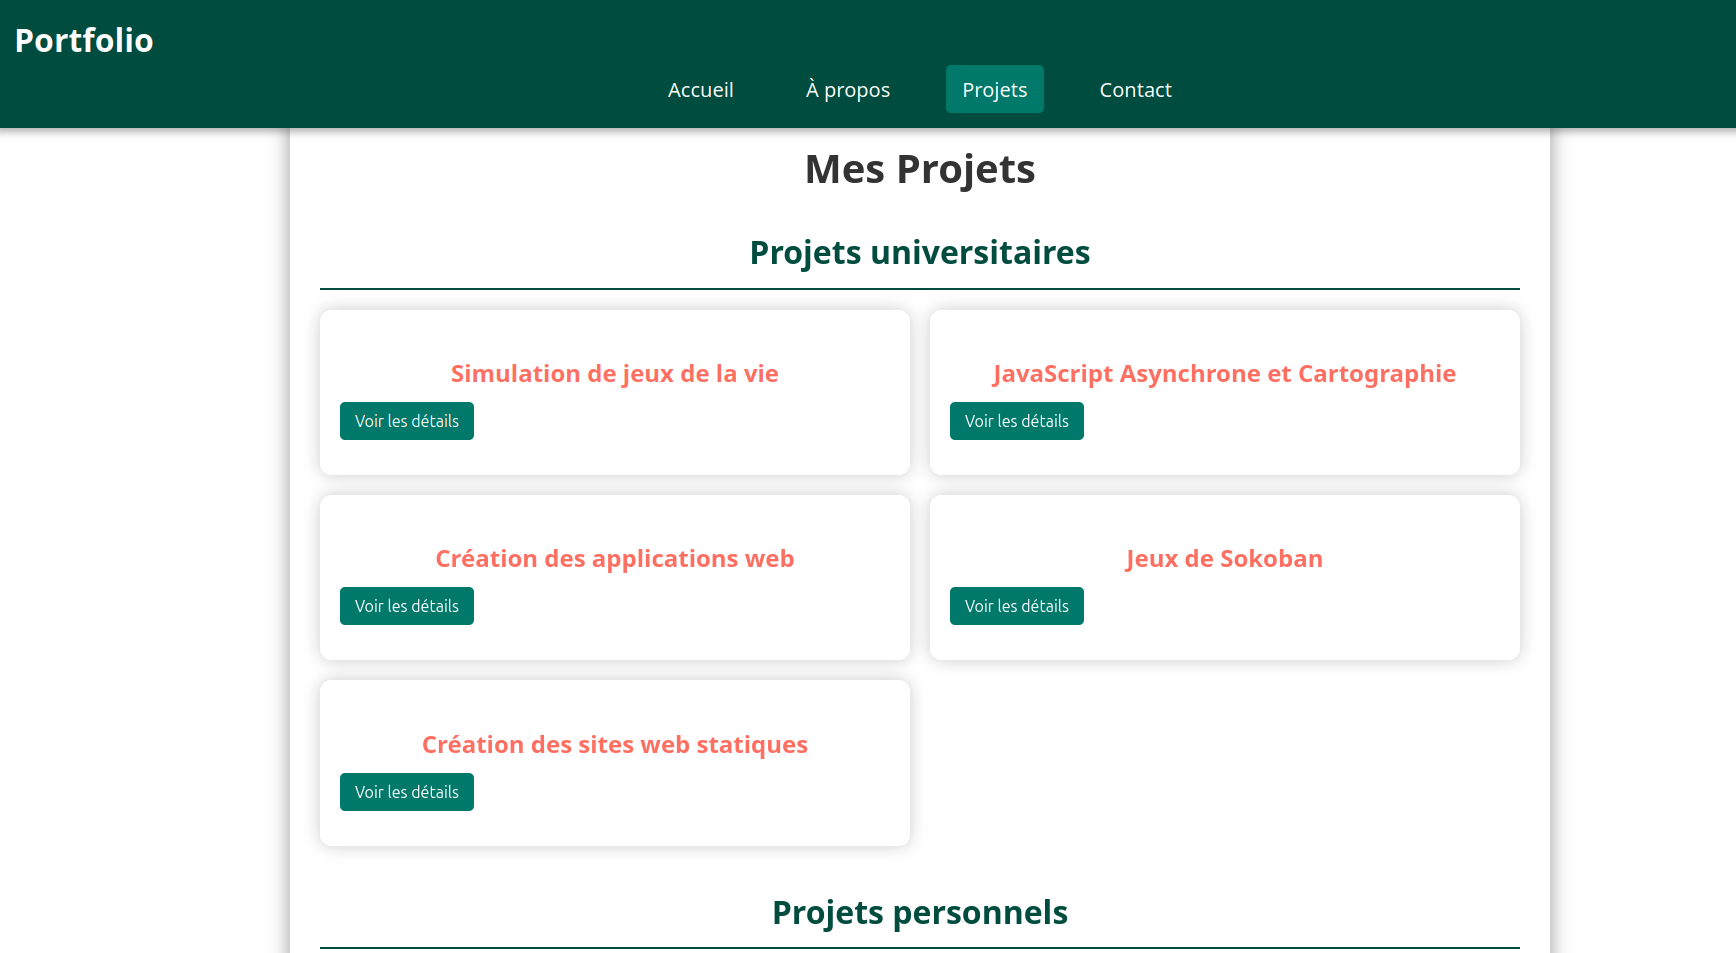 Portfolio
Accueil À propos Projets Contact
Mes Projets
Projets universitaires
Simulation de jeux de la vie
Voir les détails
JavaScript Asynchrone et Cartographie
Voir les détails
Création des applications web
Voir les détails
Jeux de Sokoban
Voir les détails
Création des sites web statiques
Voir les détails
Projets personnels